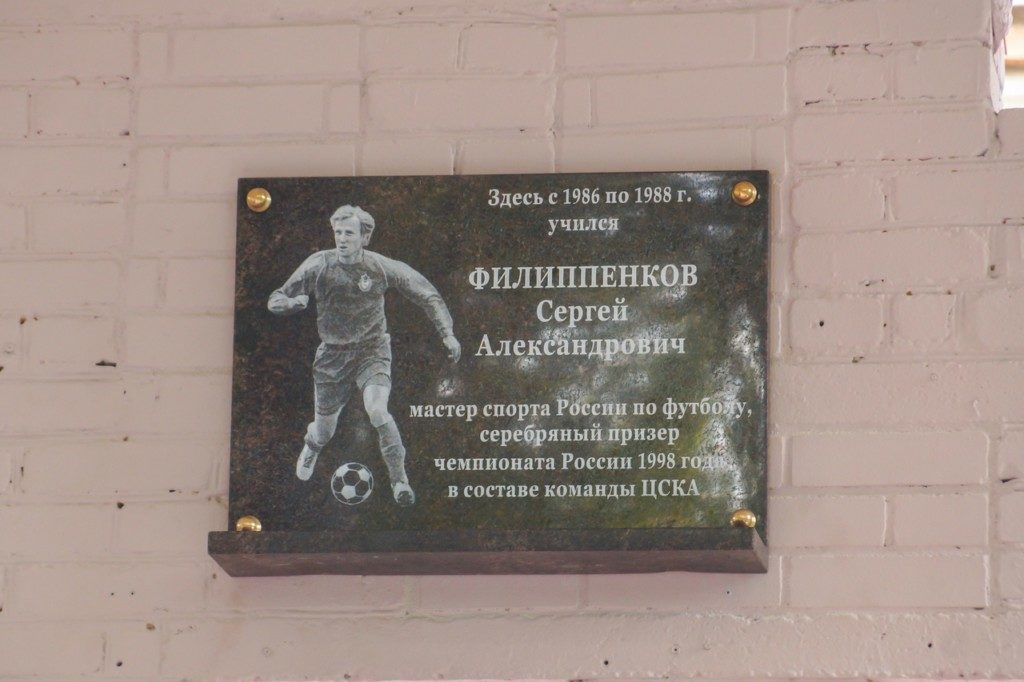 Здесь с 1986 по 1988 г.
учился
ФИЛИППЕНКОВ
Сергей
Александрович
мастер спорта России по футболу,
серебряный призер
чемпионата России 1998 года
в составе команды ЦСКА